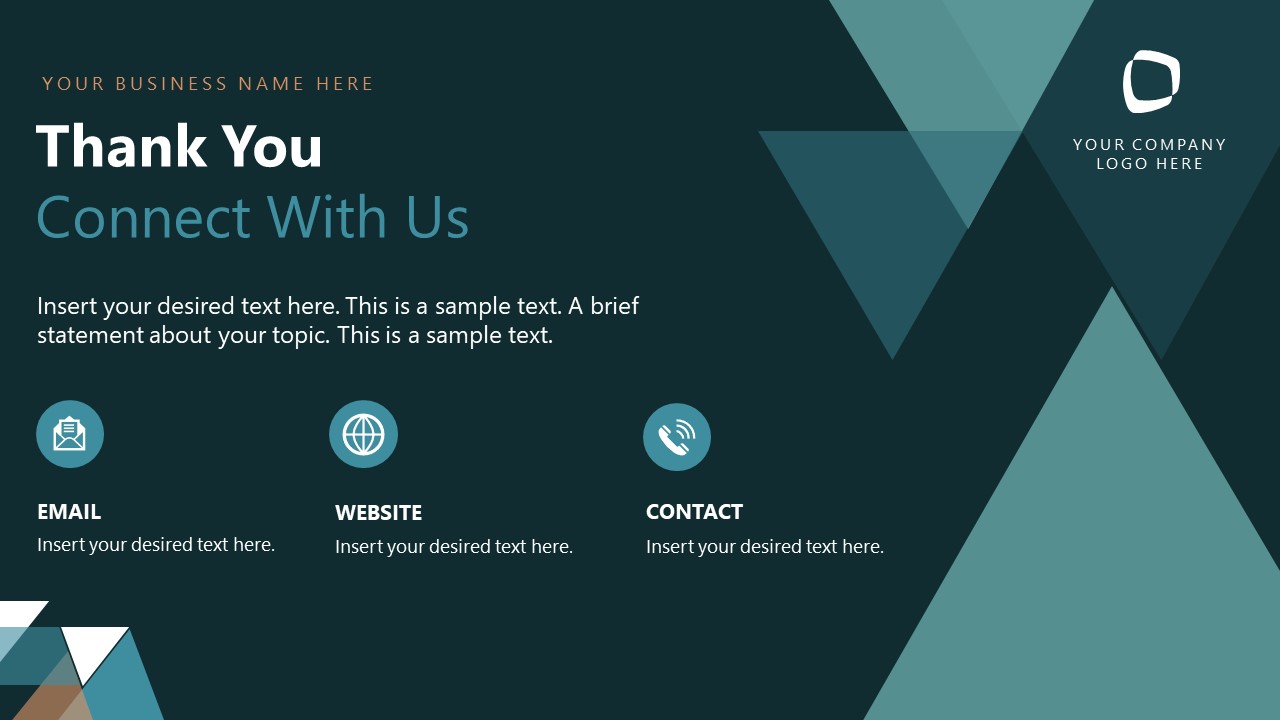 YOUR BUSINESS NAME HERE
Thank You
Connect With Us
YOUR COMPANY
LOGO HERE
Insert your desired text here. This is a sample text. A brief
statement about your topic. This is a sample text.
EMAIL
Insert your desired text here.
WEBSITE
Insert your desired text here.
CONTACT
Insert your desired text here.